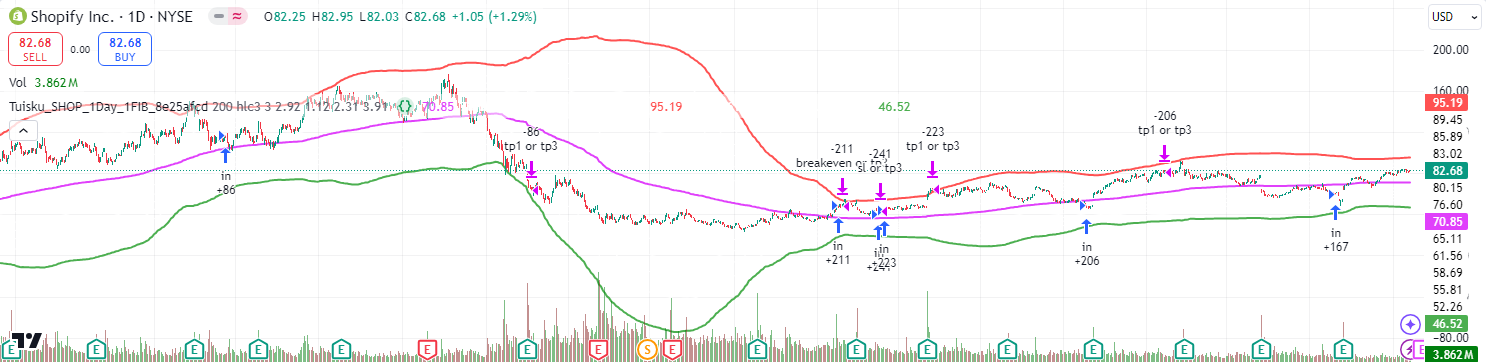 Shopify Inc. · 1D · NYSE
O82.25 H82.95 L82.03 C82.68 +1.05 (+1.29%)
USD
82.68
SELL
0.00
82.68
BUY
Vol 3.862 M
Tuisku_SHOP_1Day_1FIB_8e25afcd 200 hlc3 3 2.92 1.12 2.31 3.91 70.85 95.19 46.52
in
+86
-86
tp1 or tp3
-211
breakeven or tp3
-241
sl or tp3
-223
tp1 or tp3
-206
tp1 or tp3
in
+211
in
+223
in
+206
in
+167
200.00
160.00
95.19
89.45
85.89
83.02
82.68
80.15
76.60
70.85
65.11
61.56
58.69
55.81
52.26
46.52
-80.00
3.862 M
E
E
E
E
E
E
E
E
S
E
E
E
E
E
E
E
E
E
E